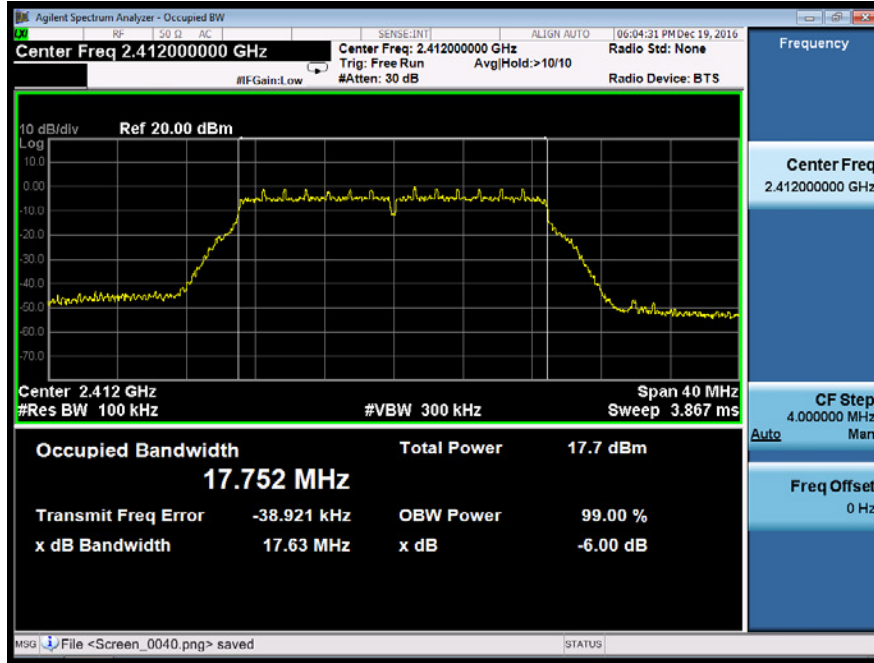 Agilent Spectrum Analyzer - Occupied BW
RF 50 Ω AC SENSE:INT ALIGN AUTO 06:04:31 PM Dec 19, 2016
Center Freq 2.412000000 GHz
Center Freq: 2.412000000 GHz
Radio Std: None
Trig: Free Run Avg|Hold:>10/10
#IFGain:Low
#Atten: 30 dB
Radio Device: BTS
10 dB/div Ref 20.00 dBm
Log
10.0
0.00
-10.0
-20.0
-30.0
-40.0
-50.0
-60.0
-70.0
Center 2.412 GHz
Span 40 MHz
#Res BW 100 kHz
#VBW 300 kHz
Sweep 3.867 ms
Occupied Bandwidth
17.752 MHz
Total Power 17.7 dBm
Transmit Freq Error -38.921 kHz
OBW Power 99.00 %
x dB Bandwidth 17.63 MHz
x dB -6.00 dB
MSG File <Screen_0040.png> saved
STATUS
Frequency
Center Freq
2.412000000 GHz
CF Step
4.000000 MHz
Auto Man
Freq Offset
0 Hz